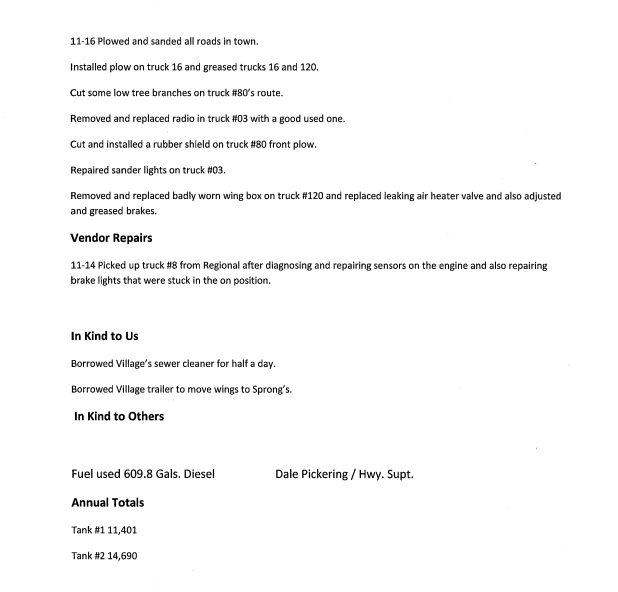 11-16 Plowed and sanded all roads in town.
Installed plow on truck 16 and greased trucks 16 and 120.
Cut some low tree branches on truck #80's route.
Removed and replaced radio in truck #03 with a good used one.
Cut and installed a rubber shield on truck #80 front plow.
Repaired sander lights on truck #03.
Removed and replaced badly worn wing box on truck #120 and replaced leaking air heater valve and also adjusted
and greased brakes.
Vendor Repairs
11-14 Picked up truck #8 from Regional after diagnosing and repairing sensors on the engine and also repairing
brake lights that were stuck in the on position.
In Kind to Us
Borrowed Village's sewer cleaner for half a day.
Borrowed Village trailer to move wings to Sprong's.
In Kind to Others
Fuel used 609.8 Gals. Diesel Dale Pickering / Hwy. Supt.
Annual Totals
Tank #1 11,401
Tank #2 14,690